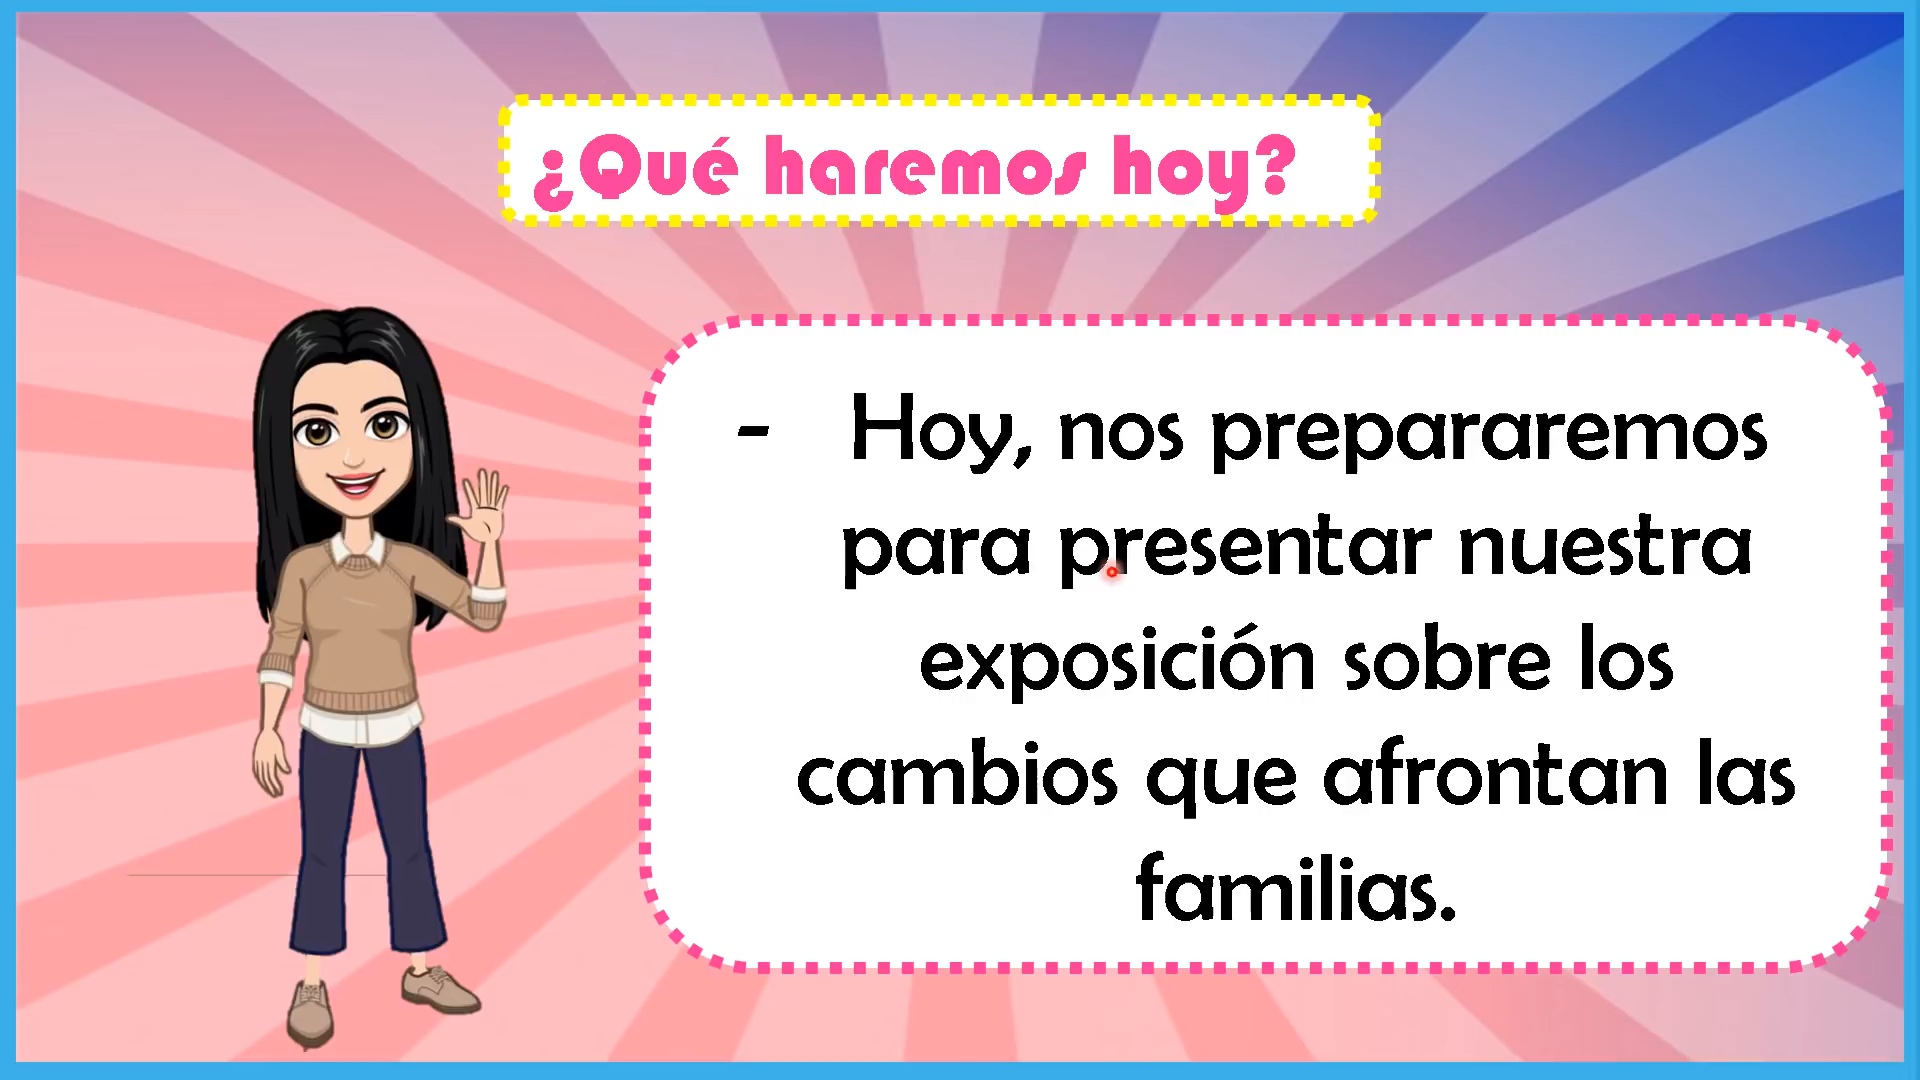 ¿Qué haremos hoy?
- Hoy, nos prepararemos
para presentar nuestra
exposición sobre los
cambios que afrontan las
familias.